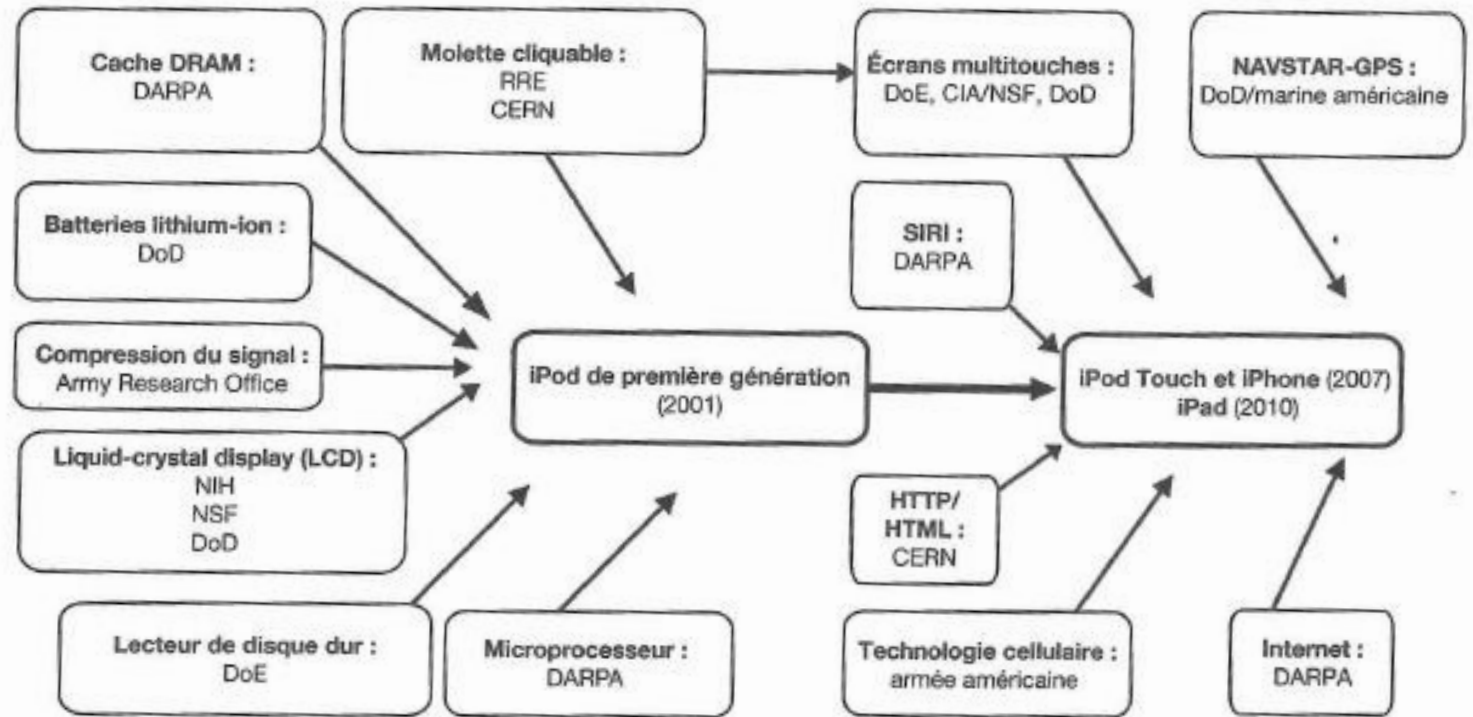 Cache DRAM :
DARPA
Molette cliquable :
RRE
CERN
Écrans multitouches :
DoE, CIA/NSF, DoD
NAVSTAR-GPS :
DoD/marine américaine
Batteries lithium-ion :
DoD
SIRI :
DARPA
Compression du signal :
Army Research Office
iPod de première génération
(2001)
iPod Touch et iPhone (2007)
iPad (2010)
Liquid-crystal display (LCD) :
NIH
NSF
DoD
HTTP/
HTML :
CERN
Lecteur de disque dur :
DoE
Microprocesseur :
DARPA
Technologie cellulaire :
armée américaine
Internet :
DARPA